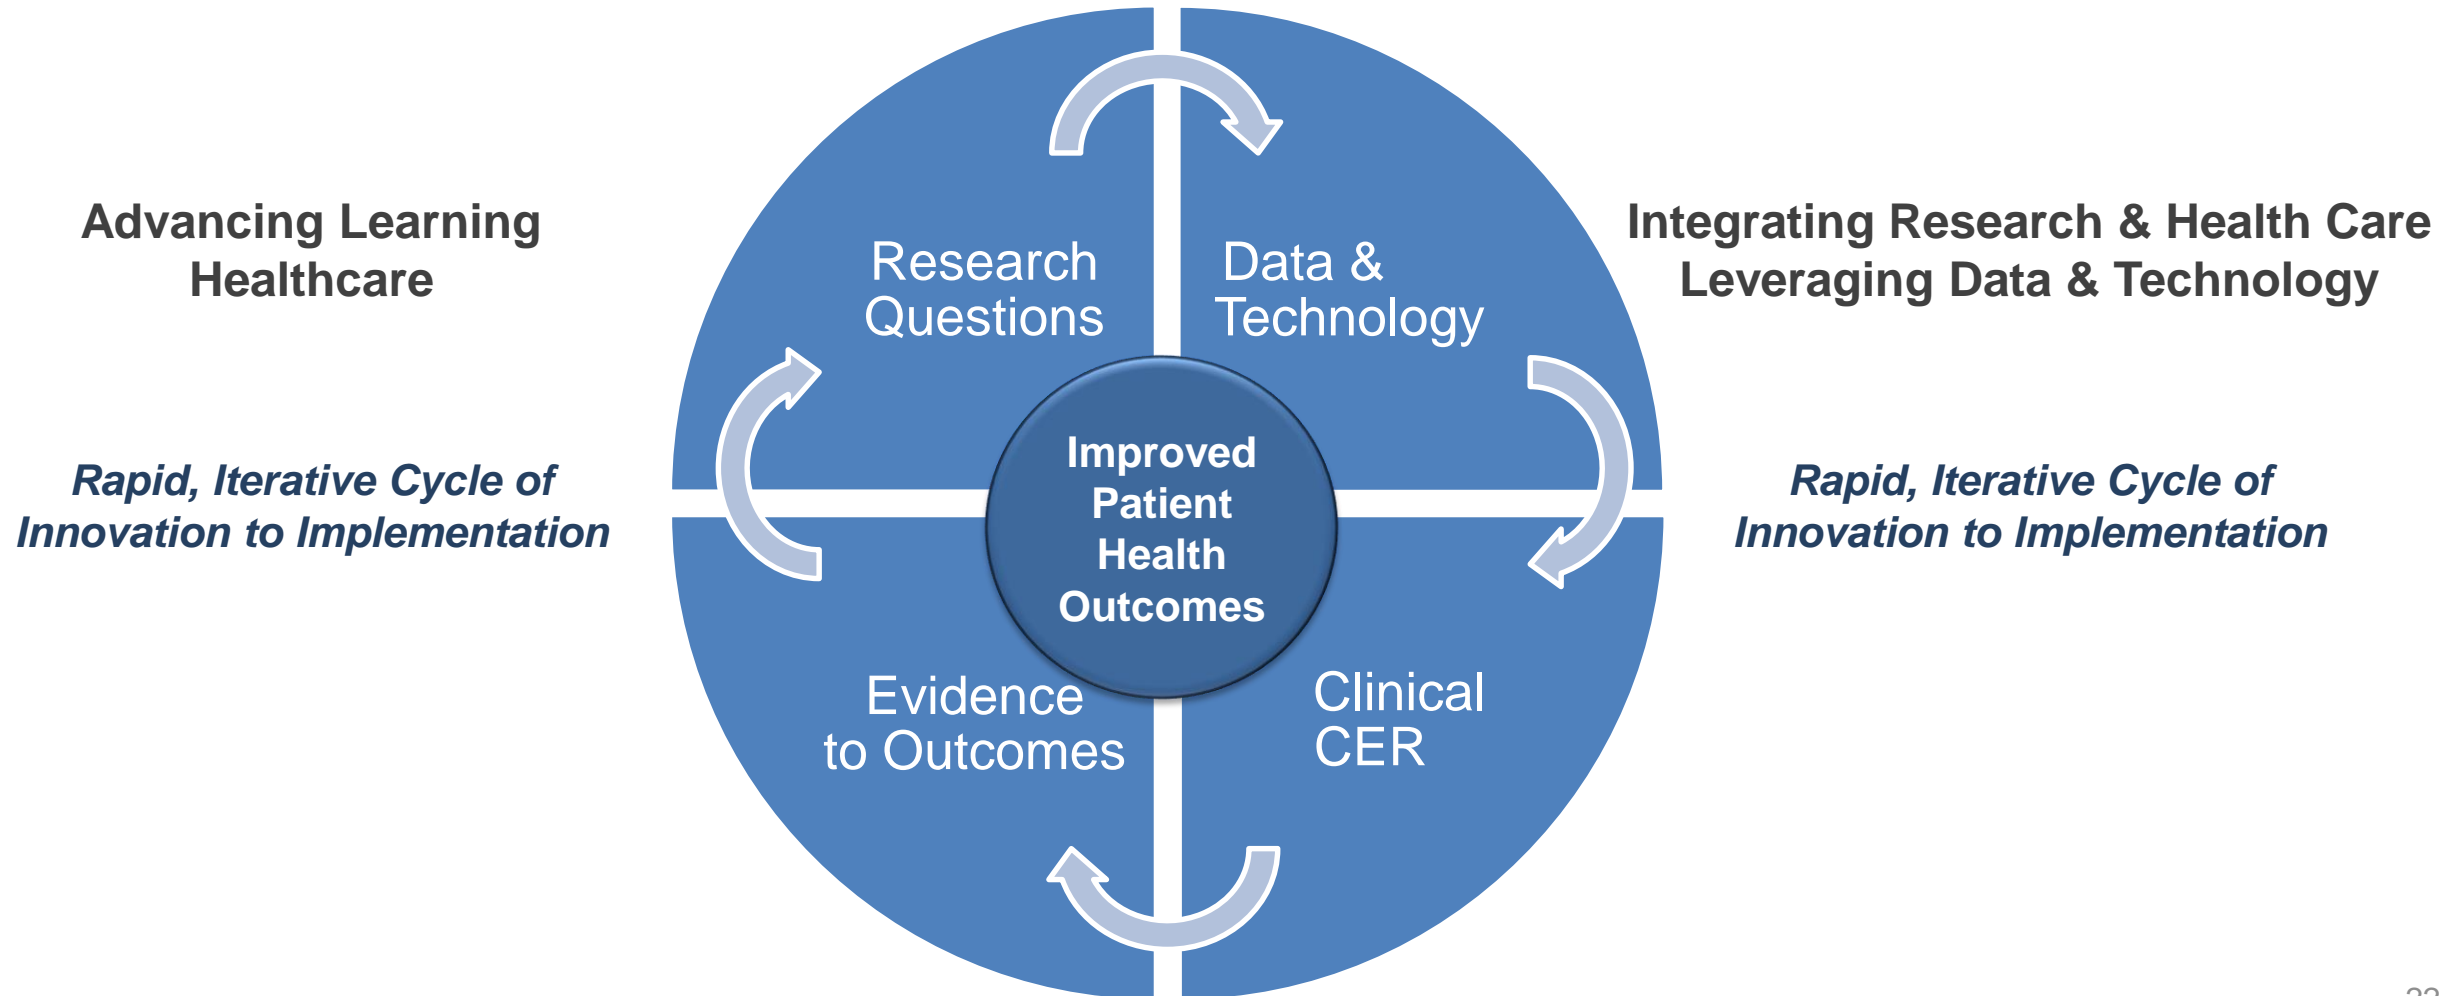 Advancing Learning
Healthcare
Rapid, Iterative Cycle of
Innovation to Implementation
Research
Questions
Data &
Technology
Improved
Patient
Health
Outcomes
Evidence
to Outcomes
Clinical
CER
Integrating Research & Health Care
Leveraging Data & Technology
Rapid, Iterative Cycle of
Innovation to Implementation